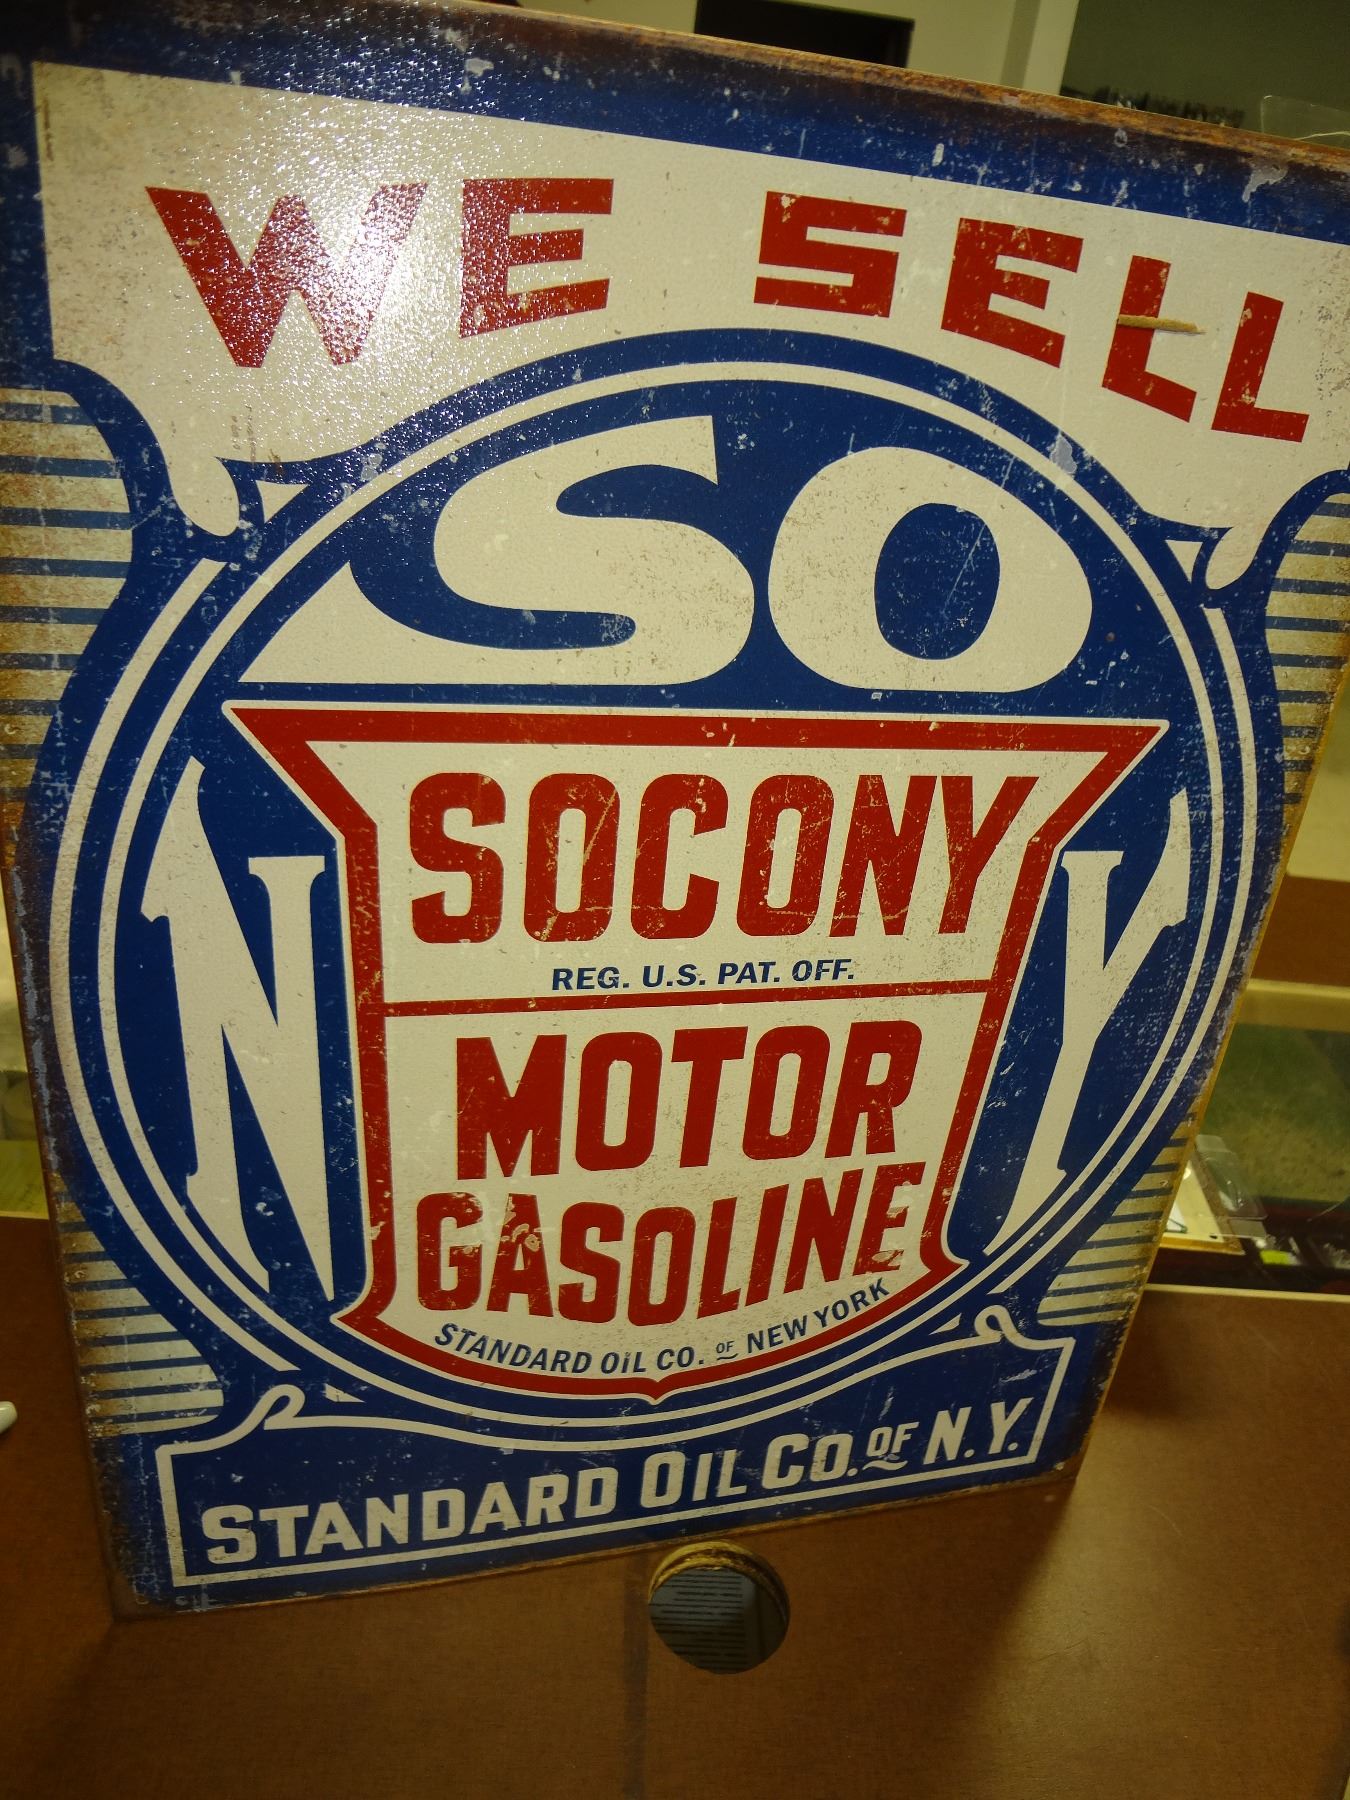 WE SELL
SO
N Y
SOCONY
REG. U.S. PAT. OFF.
MOTOR
GASOLINE
STANDARD OIL CO. OF NEW YORK
STANDARD OIL CO. OF N.Y.